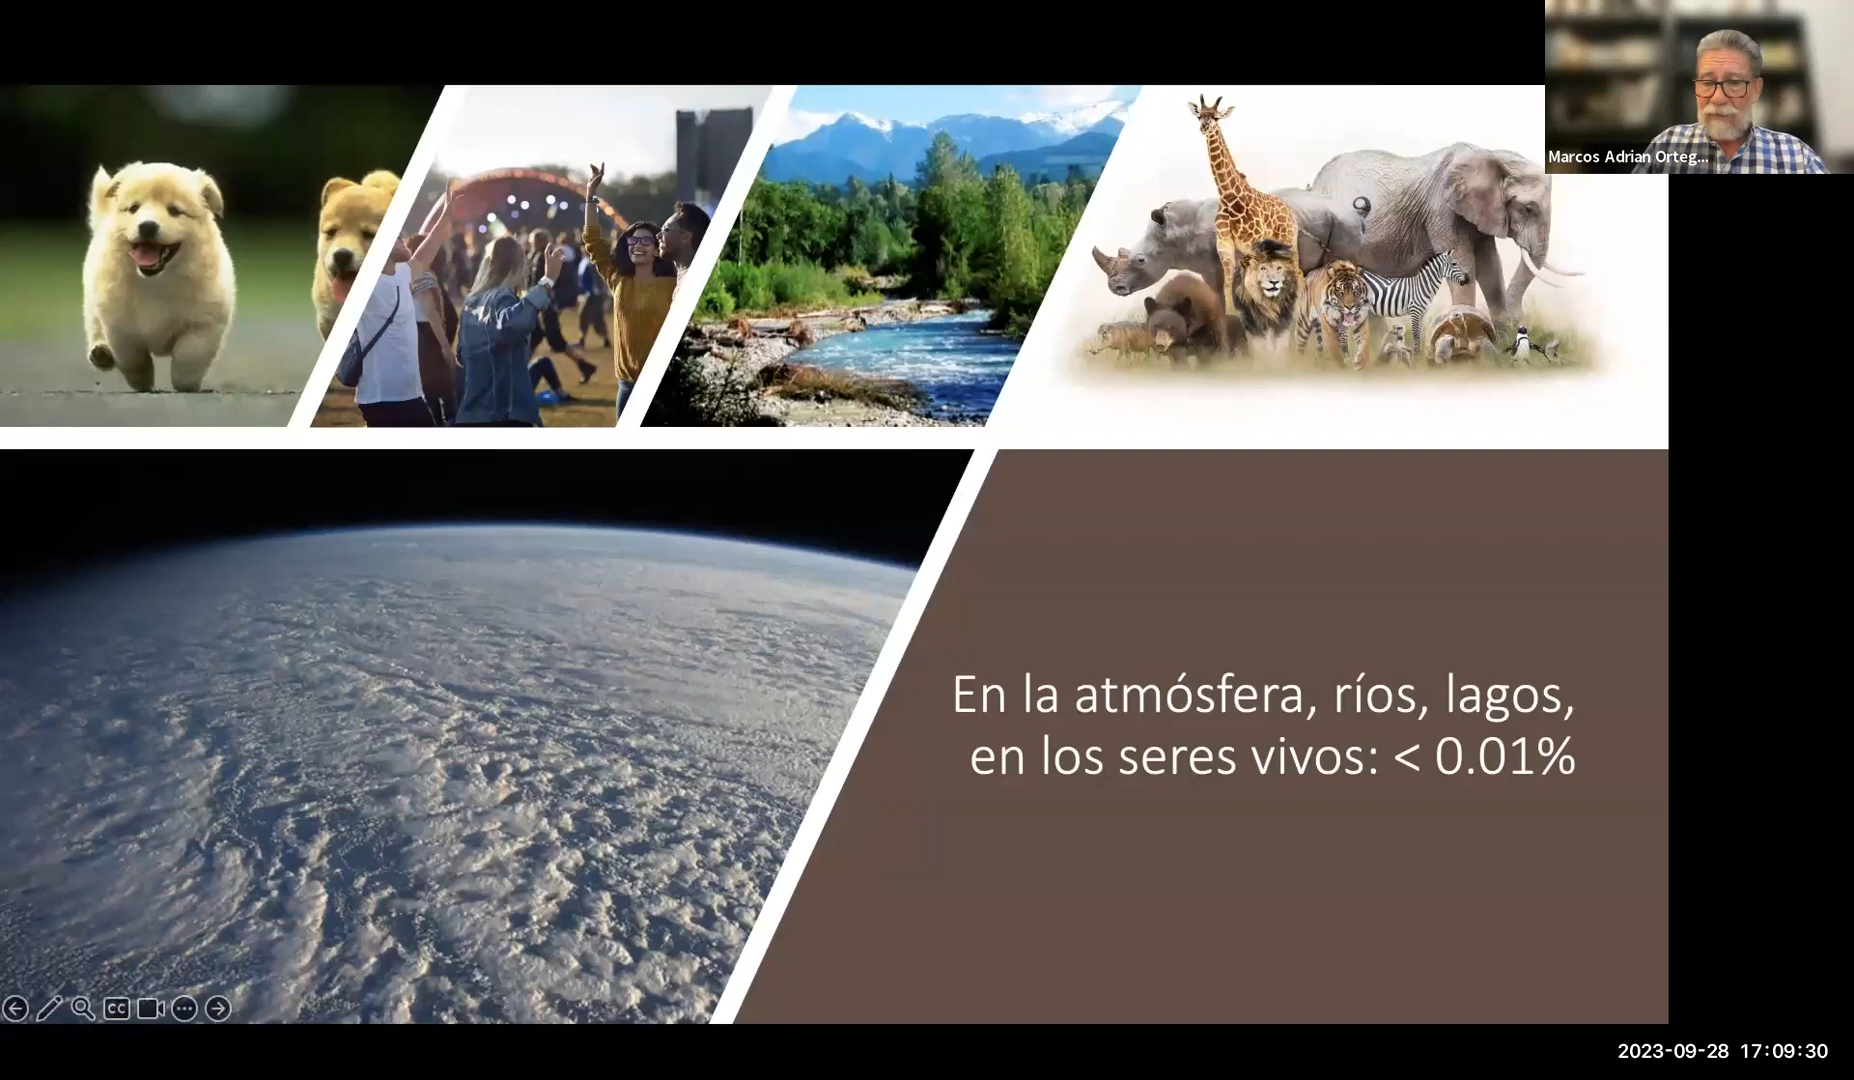 Marcos Adrian Orteg...
En la atmósfera, ríos, lagos,
en los seres vivos: < 0.01%
CC
2023-09-28 17:09:30